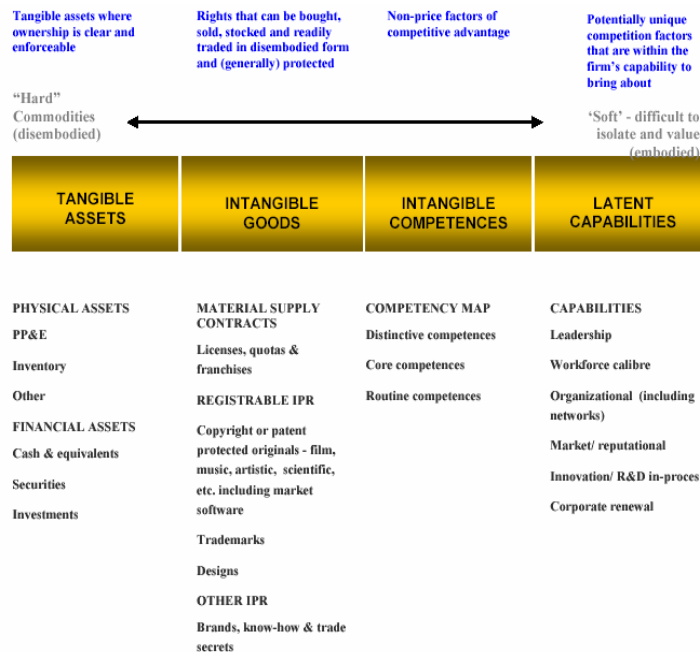 Tangible assets where
ownership is clear and
enforceable
Rights that can be bought,
sold, stocked and readily
traded in disembodied form
and (generally) protected
Non-price factors of
competitive advantage
Potentially unique
competition factors
that are within the
firm's capability to
bring about
“Hard”
Commodities
(disembodied)
‘Soft’ - difficult to
isolate and value
(embodied)
TANGIBLE
ASSETS
INTANGIBLE
GOODS
INTANGIBLE
COMPETENCES
LATENT
CAPABILITIES
PHYSICAL ASSETS
PP&E
Inventory
Other
FINANCIAL ASSETS
Cash & equivalents
Securities
Investments
MATERIAL SUPPLY
CONTRACTS
Licenses, quotas &
franchises
REGISTRABLE IPR
Copyright or patent
protected originals - film,
music, artistic, scientific,
etc. including market
software
Trademarks
Designs
OTHER IPR
Brands, know-how & trade
secrets
COMPETENCY MAP
Distinctive competences
Core competences
Routine competences
CAPABILITIES
Leadership
Workforce calibre
Organizational (including
networks)
Market/ reputational
Innovation/ R&D in-proces
Corporate renewal